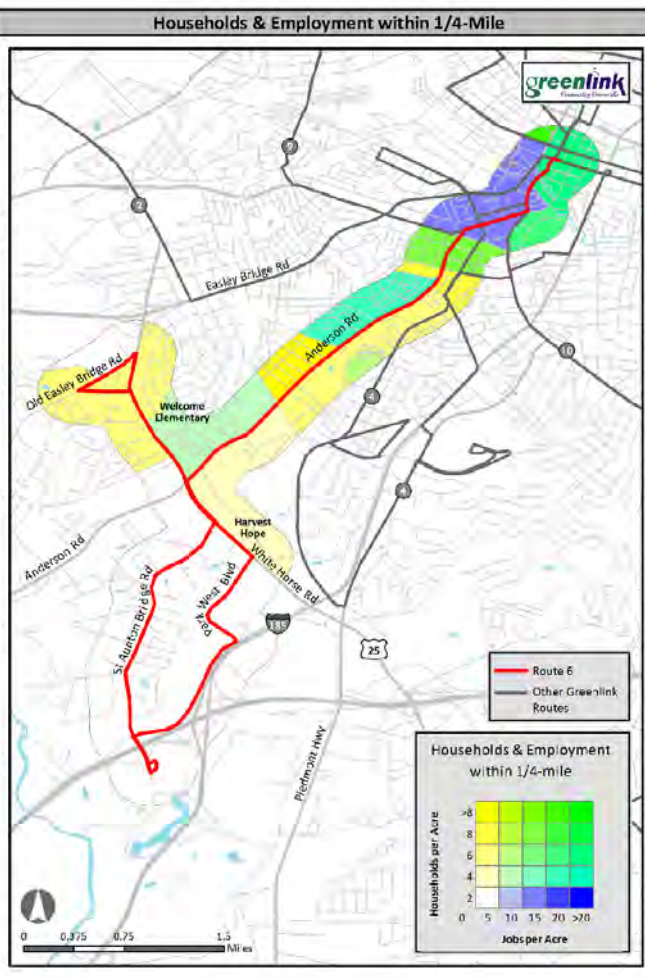 Households & Employment within 1/4-Mile
greenlink
9
2
Easley Bridge Rd
10
Anderson Rd
Old Easley Bridge Rd
Welcome
Elementary
4
4
Harvest
Hope
Anderson Rd
White Horse Rd
St Aunton Bridge Rd
Park West Blvd
185
25
Piedmont Hwy
Route 6
Other Greenlink
Routes
Households & Employment
within 1/4-mile
Households per Acre
>8
8
6
4
2
0 5 10 15 20 >20
Jobs per Acre
0 0.375 0.75 1.5
Miles